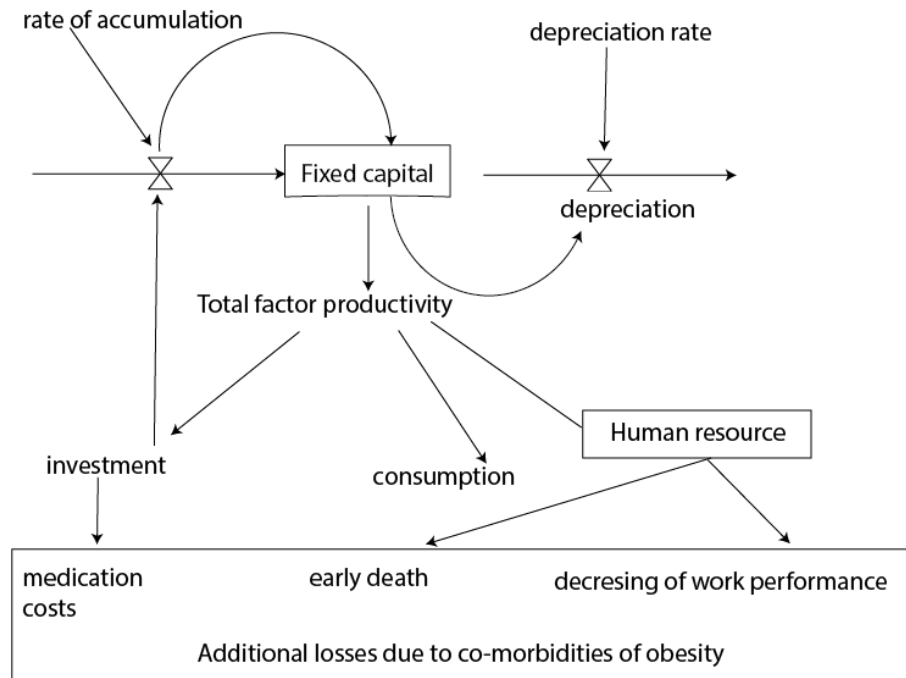 rate of accumulation
depreciation rate
Fixed capital
depreciation
Total factor productivity
Human resource
investment
consumption
medication
costs
early death
decresing of work performance
Additional losses due to co-morbidities of obesity